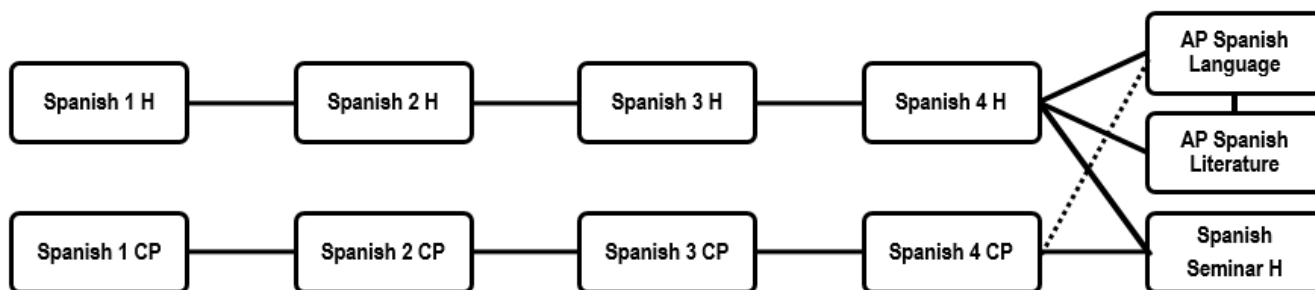 AP Spanish
Language
Spanish 1 H
Spanish 2 H
Spanish 3 H
Spanish 4 H
AP Spanish
Literature
Spanish 1 CP
Spanish 2 CP
Spanish 3 CP
Spanish 4 CP
Spanish
Seminar H